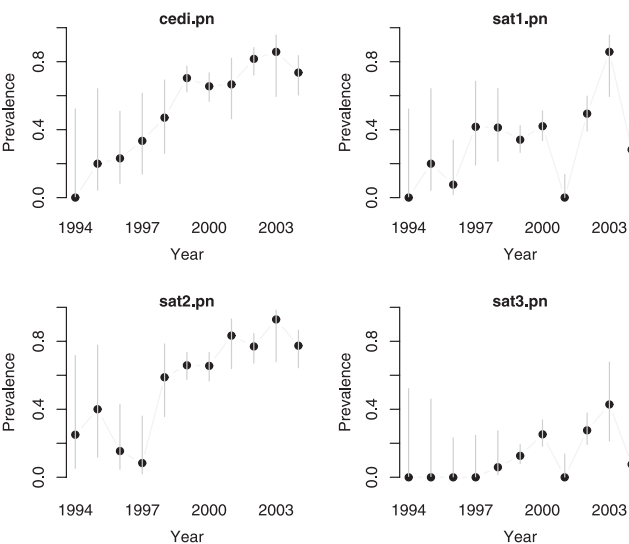 cedi.pn
Prevalence
0.0 0.4 0.8
1994 1997 2000 2003
Year
sat1.pn
Prevalence
0.0 0.4 0.8
1994 1997 2000 2003
Year
sat2.pn
Prevalence
0.0 0.4 0.8
1994 1997 2000 2003
Year
sat3.pn
Prevalence
0.0 0.4 0.8
1994 1997 2000 2003
Year